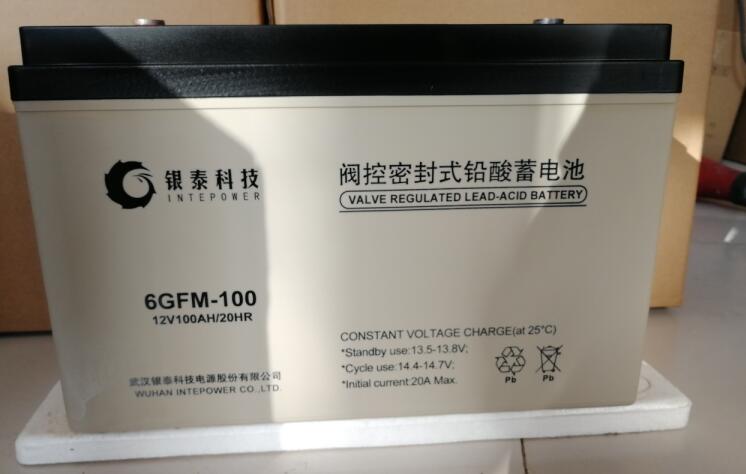 银泰科技
INTEPOWER
阀控密封式铅酸蓄电池
VALVE REGULATED LEAD-ACID BATTERY
6GFM-100
12V100AH/20HR
武汉银泰科技电源股份有限公司
WUHAN INTEPOWER CO.,LTD.
CONSTANT VOLTAGE CHARGE(at 25°C)
*Standby use:13.5-13.8V;
*Cycle use:14.4-14.7V;
*Initial current:20A Max.
Pb Pb